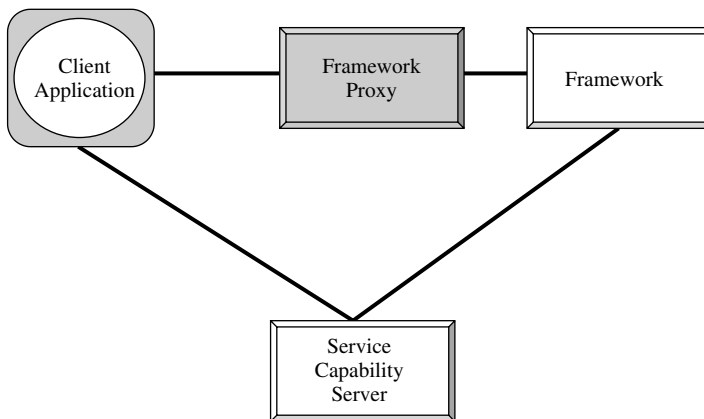 Client
Application
Framework
Proxy
Framework
Service
Capability
Server